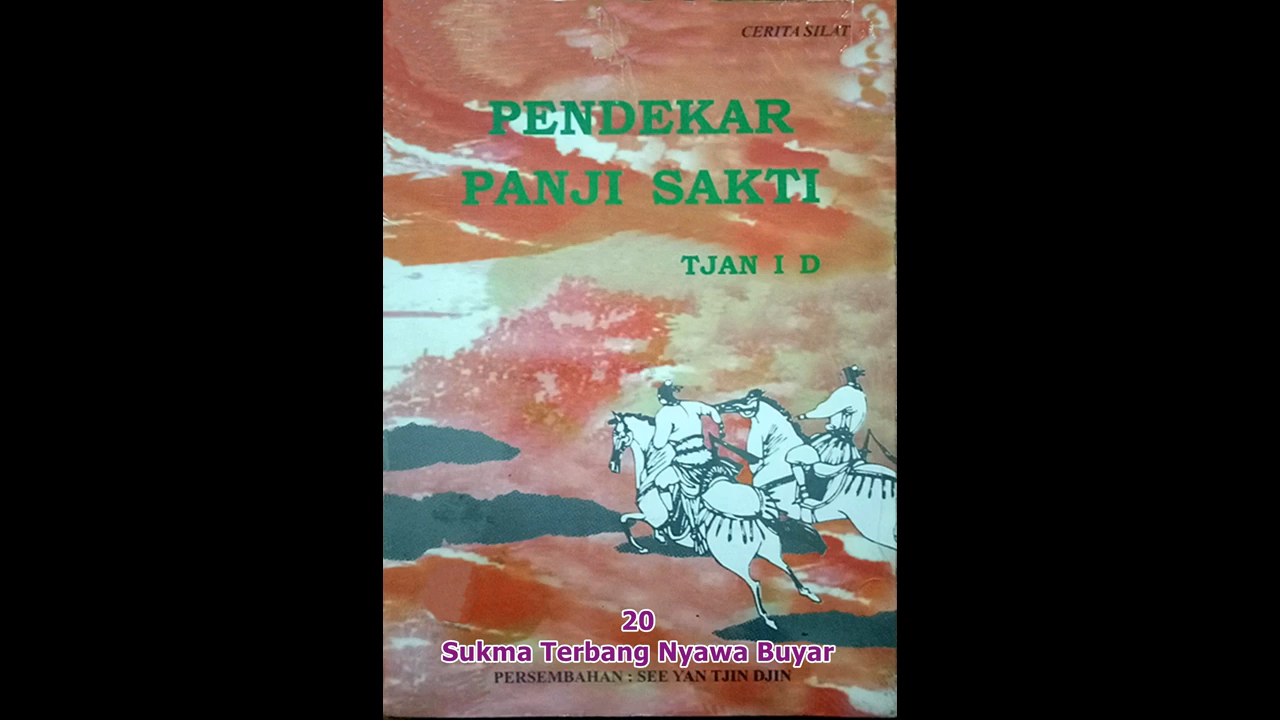 CERITA SILAT
PENDEKAR
PANJI SAKTI
TJAN I D
20
Sukma Terbang Nyawa Buyar
PERSEMBAHAN : SEE YAN TJIN DJIN